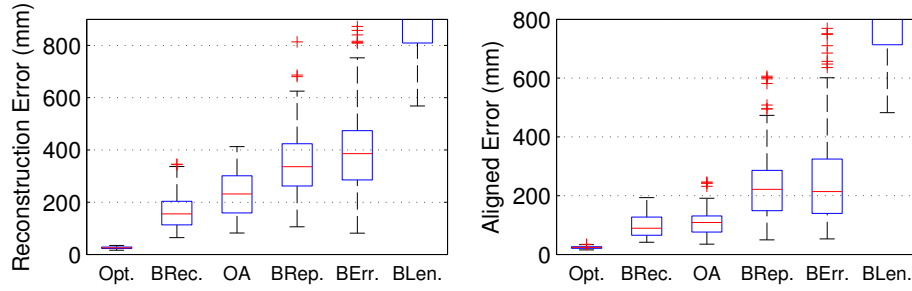 Reconstruction Error (mm)
800
600
400
200
0
Opt. BRec. OA BRep. BErr. BLen.
Aligned Error (mm)
800
600
400
200
0
Opt. BRec. OA BRep. BErr. BLen.